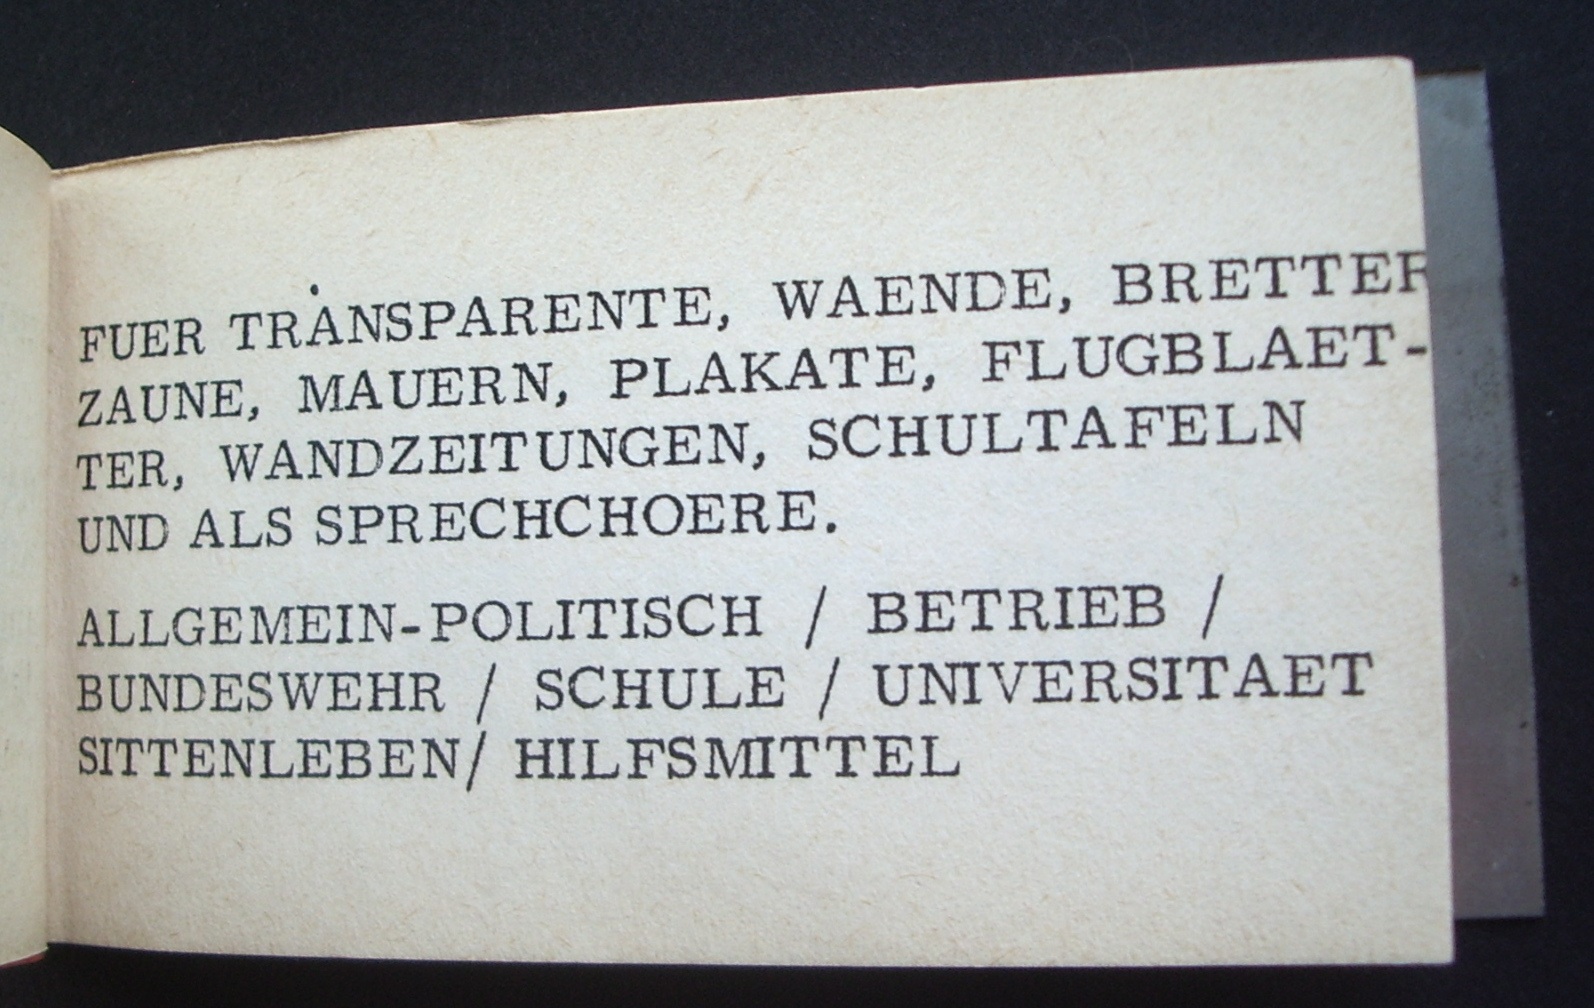 FUER TRANSPARENTE, WAENDE, BRETTER
ZAUNE, MAUERN, PLAKATE, FLUGBLAET-
TER, WANDZEITUNGEN, SCHULTAFELN
UND ALS SPRECHCHOERE.
ALLGEMEIN-POLITISCH / BETRIEB /
BUNDESWEHR / SCHULE / UNIVERSITAET
SITTENLEBEN/ HILFSMITTEL